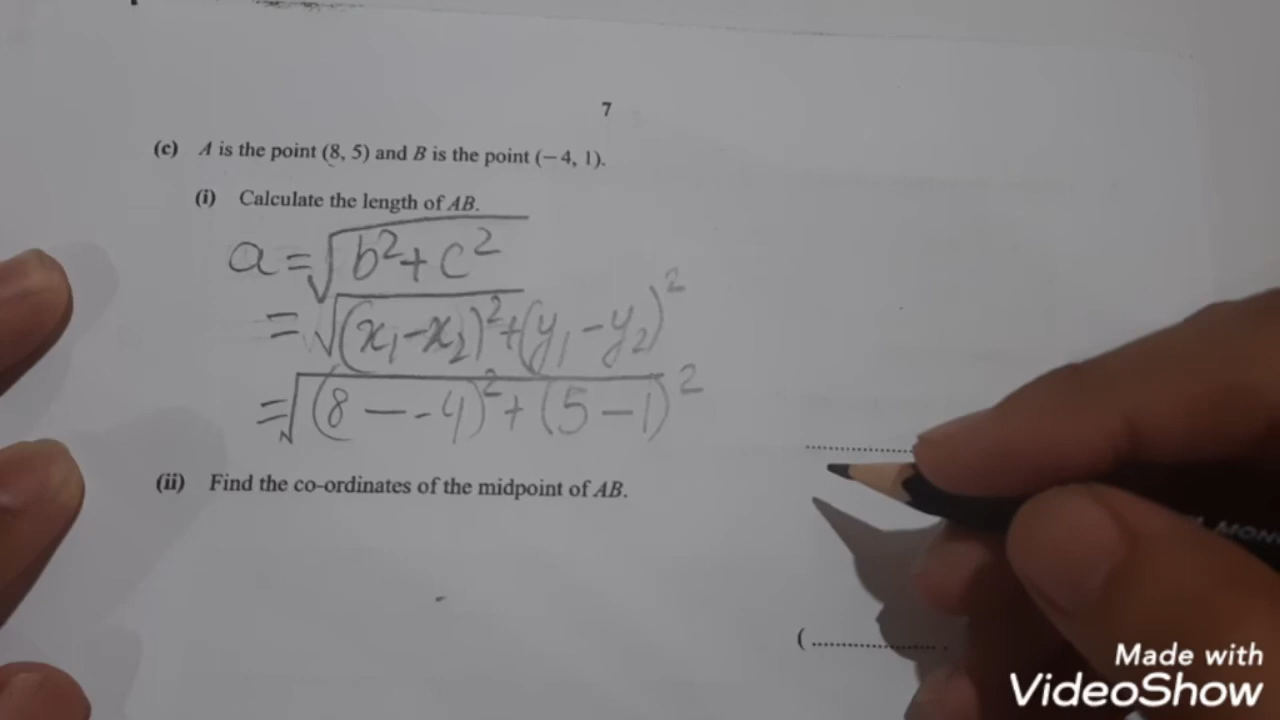 7
(c) A is the point (8, 5) and B is the point (−4, 1).
(i) Calculate the length of AB.
a = √b² + c²
= √(x₁ − x₂)² + (y₁ − y₂)²
= √(8 − -4)² + (5 − 1)²
(ii) Find the co-ordinates of the midpoint of AB.
(
Made with
VideoShow